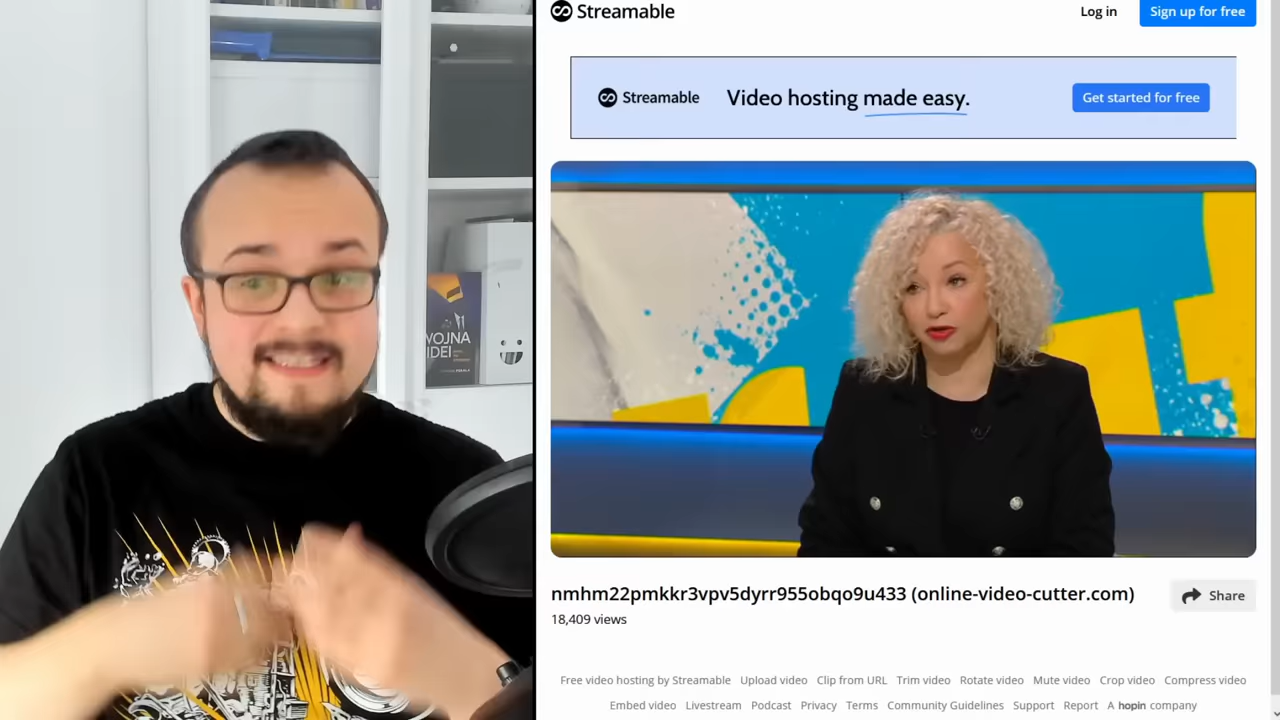 Streamable
Log in
Sign up for free
Streamable
Video hosting made easy.
Get started for free
WOJNA
IDEI
nmhm22pmkkr3vpv5dyrr955obqo9u433 (online-video-cutter.com)
Share
18,409 views
Free video hosting by Streamable Upload video Clip from URL Trim video Rotate video Mute video Crop video Compress video
Embed video Livestream Podcast Privacy Terms Community Guidelines Support Report A hopin company